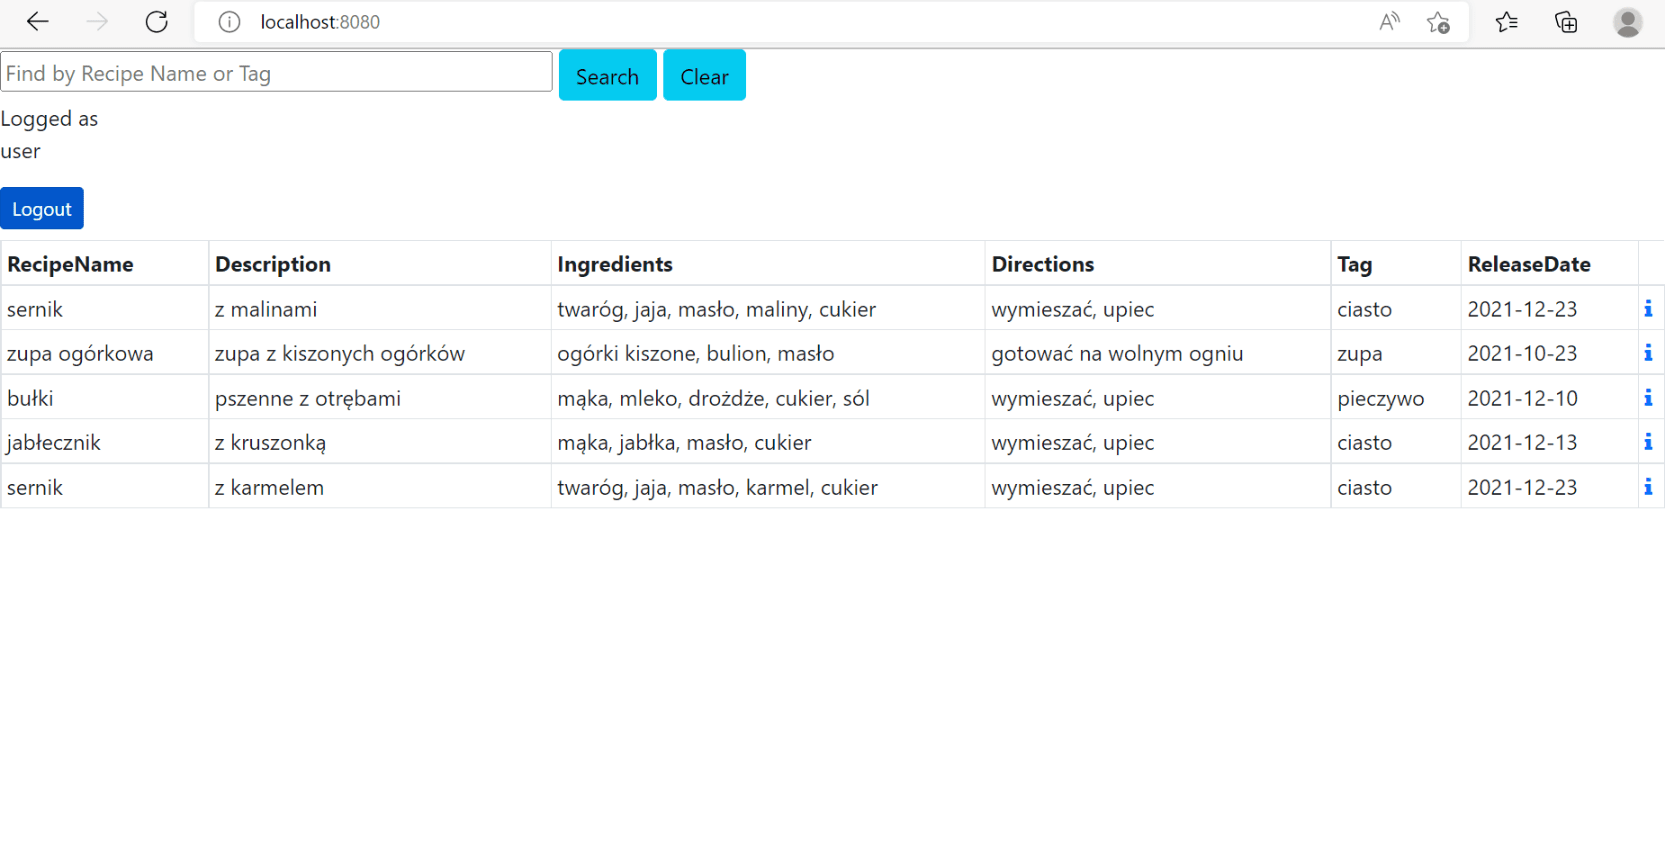 localhost:8080
Find by Recipe Name or Tag Search Clear
Logged as
user
Logout
RecipeName Description Ingredients Directions Tag ReleaseDate
sernik z malinami twaróg, jaja, masło, maliny, cukier wymieszać, upiec ciasto 2021-12-23
zupa ogórkowa zupa z kiszonych ogórków ogórki kiszone, bulion, masło gotować na wolnym ogniu zupa 2021-10-23
bułki pszenne z otrębami mąka, mleko, drożdże, cukier, sól wymieszać, upiec pieczywo 2021-12-10
jabłecznik z kruszonką mąka, jabłka, masło, cukier wymieszać, upiec ciasto 2021-12-13
sernik z karmelem twaróg, jaja, masło, karmel, cukier wymieszać, upiec ciasto 2021-12-23